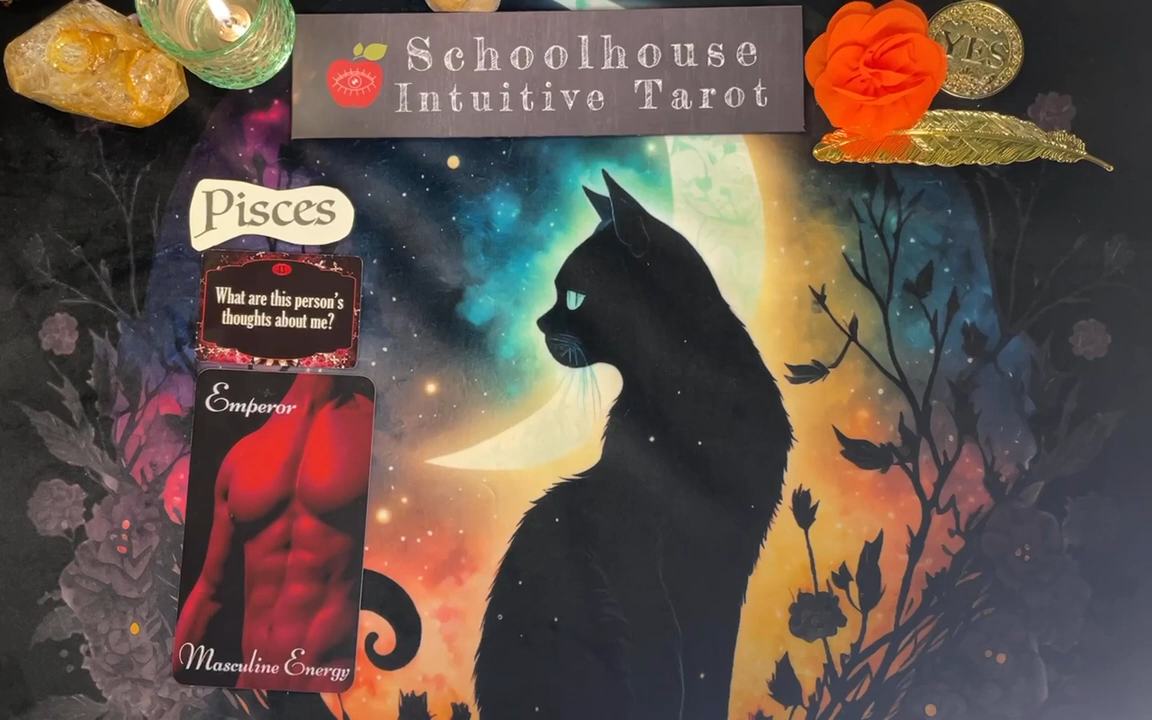 Schoolhouse
Intuitive Tarot
YES
Pisces
What are this person's
thoughts about me?
Emperor
Masculine Energy